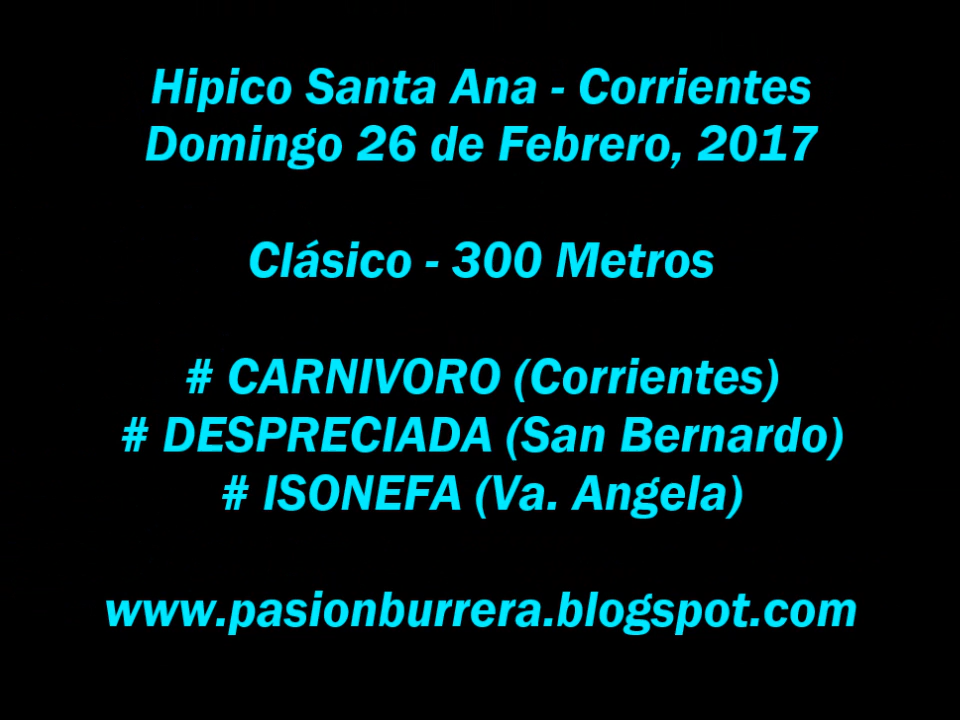 Hipico Santa Ana - Corrientes
Domingo 26 de Febrero, 2017
Clásico - 300 Metros
# CARNIVORO (Corrientes)
# DESPRECIADA (San Bernardo)
# ISONEFA (Va. Angela)
www.pasionburrera.blogspot.com